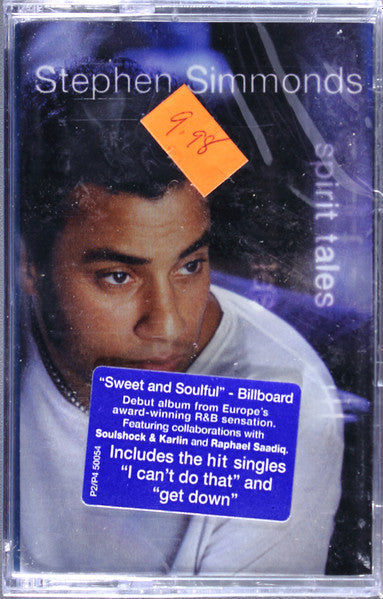 Stephen Simmonds
9.98
spirit tales
"Sweet and Soulful" - Billboard
Debut album from Europe's
award-winning R&B sensation.
Featuring collaborations with
Soulshock & Karlin and Raphael Saadiq.
Includes the hit singles
"I can't do that" and
"get down"
P2/P4 50054